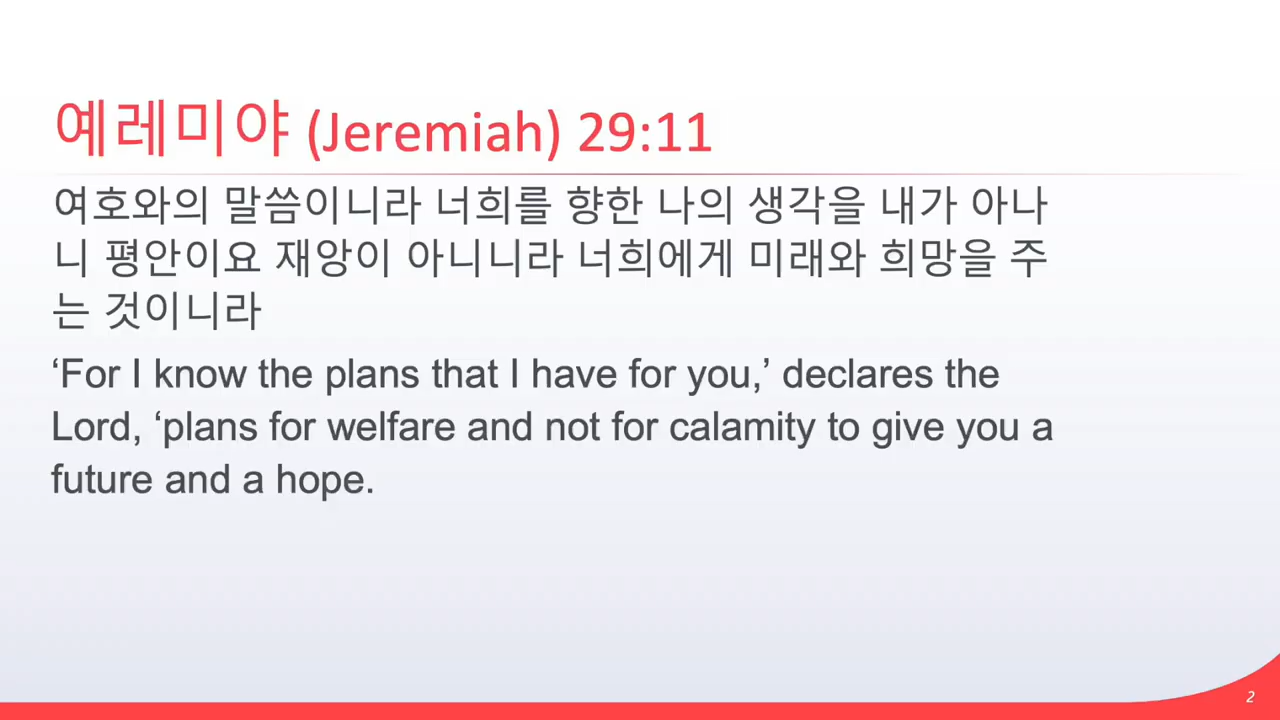 예레미야 (Jeremiah) 29:11
여호와의 말씀이니라 너희를 향한 나의 생각을 내가 아나
니 평안이요 재앙이 아니니라 너희에게 미래와 희망을 주
는 것이니라
‘For I know the plans that I have for you,’ declares the
Lord, ‘plans for welfare and not for calamity to give you a
future and a hope.
2